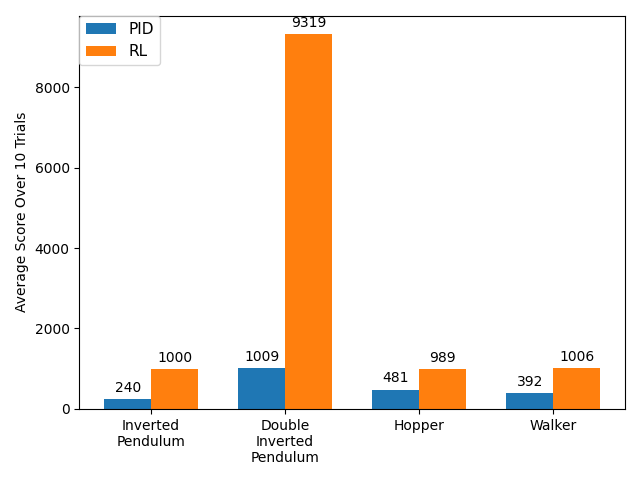 PID
RL
Average Score Over 10 Trials
8000
6000
4000
2000
0
240
1000
1009
9319
481
989
392
1006
Inverted
Pendulum
Double
Inverted
Pendulum
Hopper
Walker